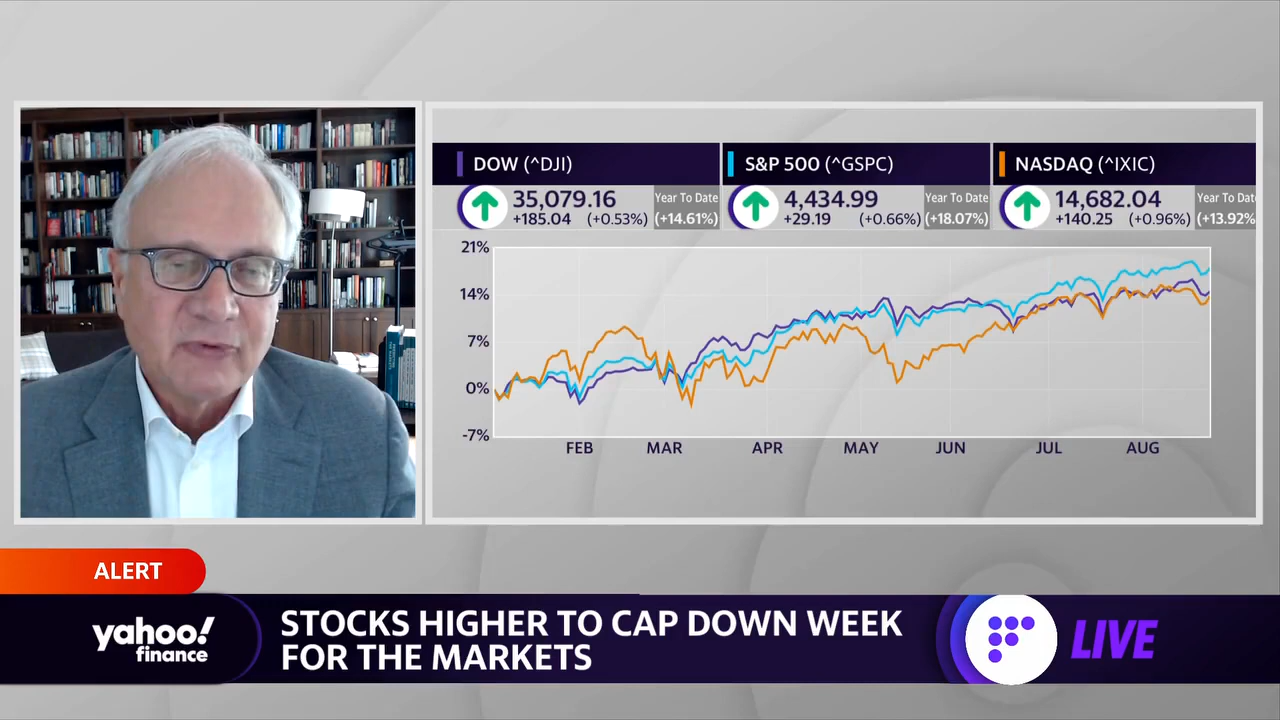 DOW (^DJI)
35,079.16
+185.04 (+0.53%)
Year To Date
(+14.61%)
S&P 500 (^GSPC)
4,434.99
+29.19 (+0.66%)
Year To Date
(+18.07%)
NASDAQ (^IXIC)
14,682.04
+140.25 (+0.96%)
Year To Dat
(+13.92%
21%
14%
7%
0%
-7%
FEB MAR APR MAY JUN JUL AUG
ALERT
yahoo!
finance
STOCKS HIGHER TO CAP DOWN WEEK
FOR THE MARKETS
LIVE